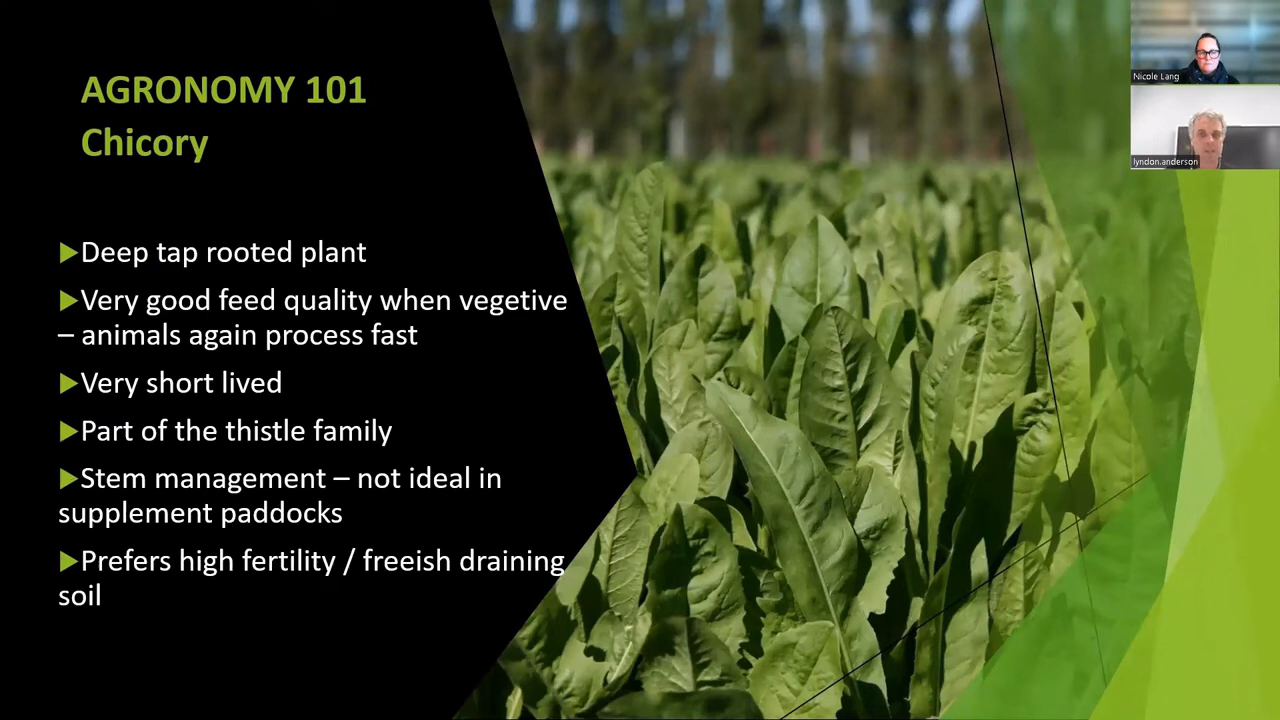 AGRONOMY 101
Chicory
Deep tap rooted plant
Very good feed quality when vegetive
– animals again process fast
Very short lived
Part of the thistle family
Stem management – not ideal in
supplement paddocks
Prefers high fertility / freeish draining
soil
Nicole Lang
lyndon.anderson